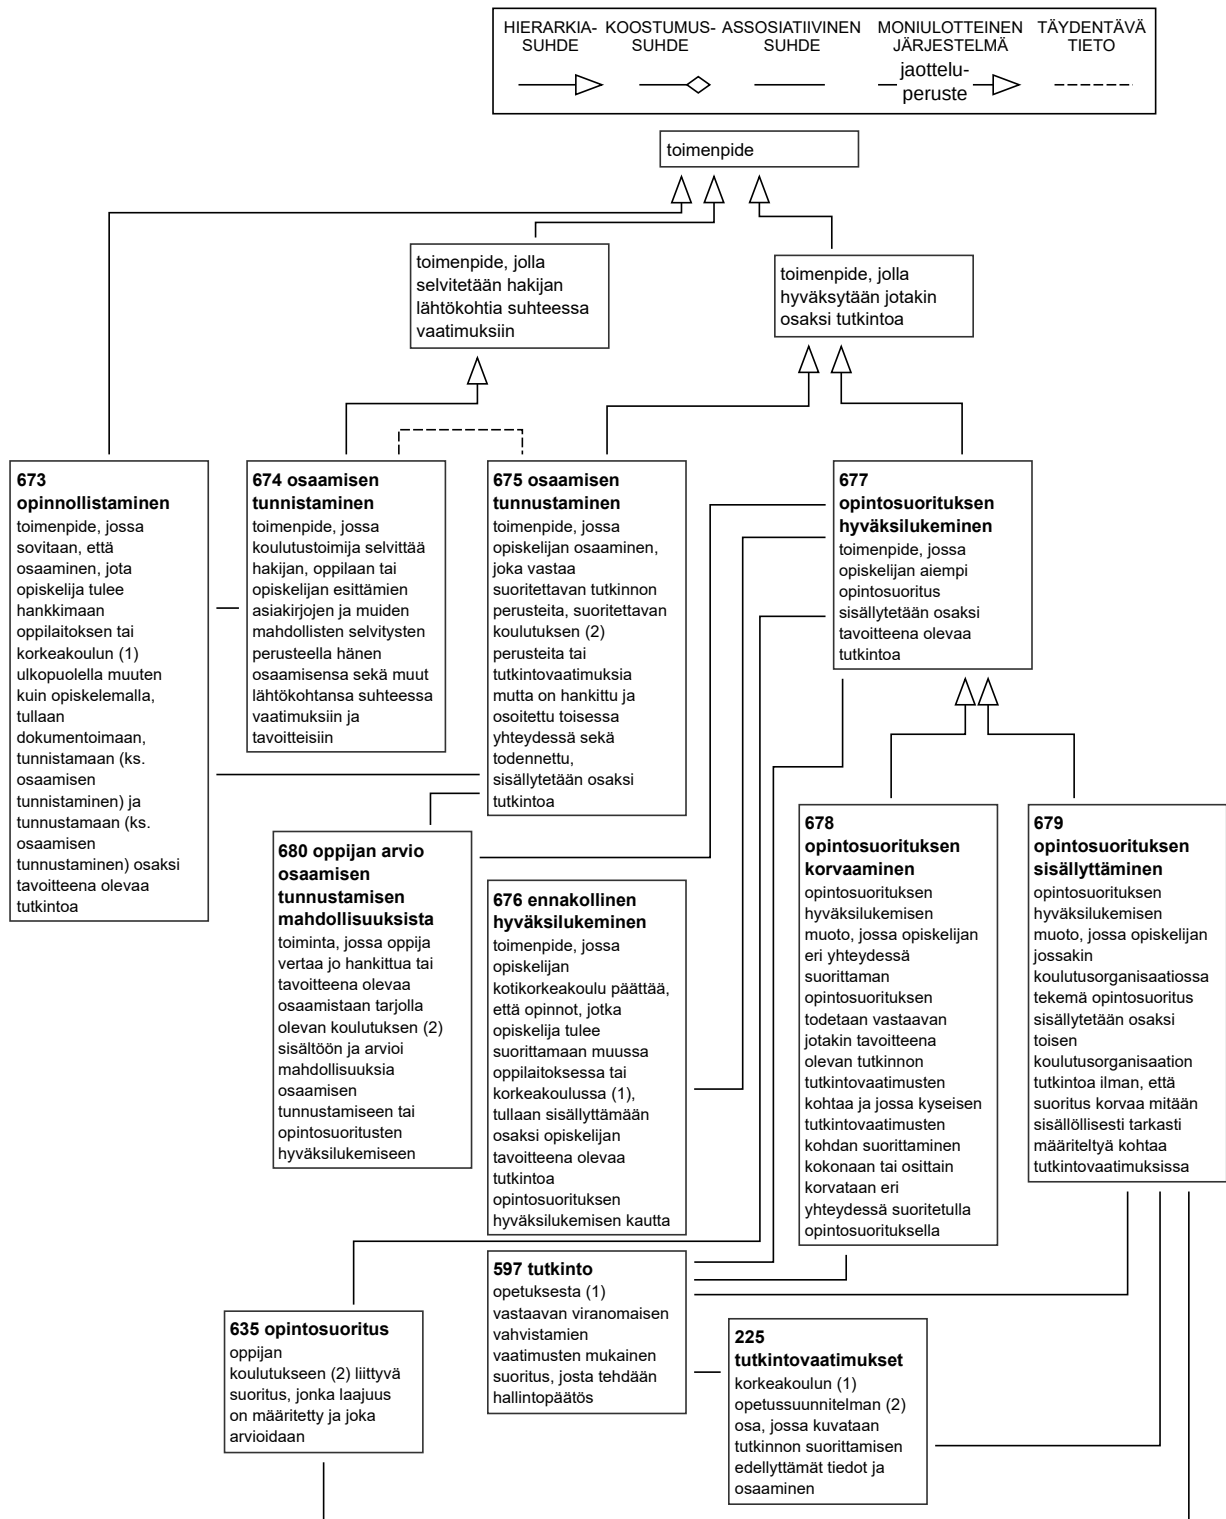 HIERARKIA-
SUHDE
KOOSTUMUS-
SUHDE
ASSOSIATIIVINEN
SUHDE
MONIULOTTEINEN
JÄRJESTELMÄ
jaottelu-
peruste
TÄYDENTÄVÄ
TIETO
toimenpide
toimenpide, jolla
selvitetään hakijan
lähtökohtia suhteessa
vaatimuksiin
toimenpide, jolla
hyväksytään jotakin
osaksi tutkintoa
673
opinnollistaminen
toimenpide, jossa
sovitaan, että
osaaminen, jota
opiskelija tulee
hankkimaan
oppilaitoksen tai
korkeakoulun (1)
ulkopuolella muuten
kuin opiskelemalla,
tullaan
dokumentoimaan,
tunnistamaan (ks.
osaamisen
tunnistaminen) ja
tunnustamaan (ks.
osaamisen
tunnustaminen) osaksi
tavoitteena olevaa
tutkintoa
674 osaamisen
tunnistaminen
toimenpide, jossa
koulutustoimija selvittää
hakijan, oppilaan tai
opiskelijan esittämien
asiakirjojen ja muiden
mahdollisten selvitysten
perusteella hänen
osaamisensa sekä muut
lähtökohtansa suhteessa
vaatimuksiin ja
tavoitteisiin
675 osaamisen
tunnustaminen
toimenpide, jossa
opiskelijan osaaminen,
joka vastaa
suoritettavan tutkinnon
perusteita, suoritettavan
koulutuksen (2)
perusteita tai
tutkintovaatimuksia
mutta on hankittu ja
osoitettu toisessa
yhteydessä sekä
todennettu,
sisällytetään osaksi
tutkintoa
677
opintosuorituksen
hyväksilukeminen
toimenpide, jossa
opiskelijan aiempi
opintosuoritus
sisällytetään osaksi
tavoitteena olevaa
tutkintoa
680 oppijan arvio
osaamisen
tunnustamisen
mahdollisuuksista
toiminta, jossa oppija
vertaa jo hankittua tai
tavoitteena olevaa
osaamistaan tarjolla
olevan koulutuksen (2)
sisältöön ja arvioi
mahdollisuuksia
osaamisen
tunnustamiseen tai
opintosuoritusten
hyväksilukemiseen
676 ennakollinen
hyväksilukeminen
toimenpide, jossa
opiskelijan
kotikorkeakoulu päättää,
että opinnot, jotka
opiskelija tulee
suorittamaan muussa
oppilaitoksessa tai
korkeakoulussa (1),
tullaan sisällyttämään
osaksi opiskelijan
tavoitteena olevaa
tutkintoa
opintosuorituksen
hyväksilukemisen kautta
678
opintosuorituksen
korvaaminen
opintosuorituksen
hyväksilukemisen
muoto, jossa opiskelijan
eri yhteydessä
suorittaman
opintosuorituksen
todetaan vastaavan
jotakin tavoitteena
olevan tutkinnon
tutkintovaatimusten
kohtaa ja jossa kyseisen
tutkintovaatimusten
kohdan suorittaminen
kokonaan tai osittain
korvataan eri
yhteydessä suoritetulla
opintosuorituksella
679
opintosuorituksen
sisällyttäminen
opintosuorituksen
hyväksilukemisen
muoto, jossa opiskelijan
jossakin
koulutusorganisaatiossa
tekemä opintosuoritus
sisällytetään osaksi
toisen
koulutusorganisaation
tutkintoa ilman, että
suoritus korvaa mitään
sisällöllisesti tarkasti
määriteltyä kohtaa
tutkintovaatimuksissa
597 tutkinto
opetuksesta (1)
vastaavan viranomaisen
vahvistamien
vaatimusten mukainen
suoritus, josta tehdään
hallintopäätös
635 opintosuoritus
oppijan
koulutukseen (2) liittyvä
suoritus, jonka laajuus
on määritetty ja joka
arvioidaan
225
tutkintovaatimukset
korkeakoulun (1)
opetussuunnitelman (2)
osa, jossa kuvataan
tutkinnon suorittamisen
edellyttämät tiedot ja
osaaminen